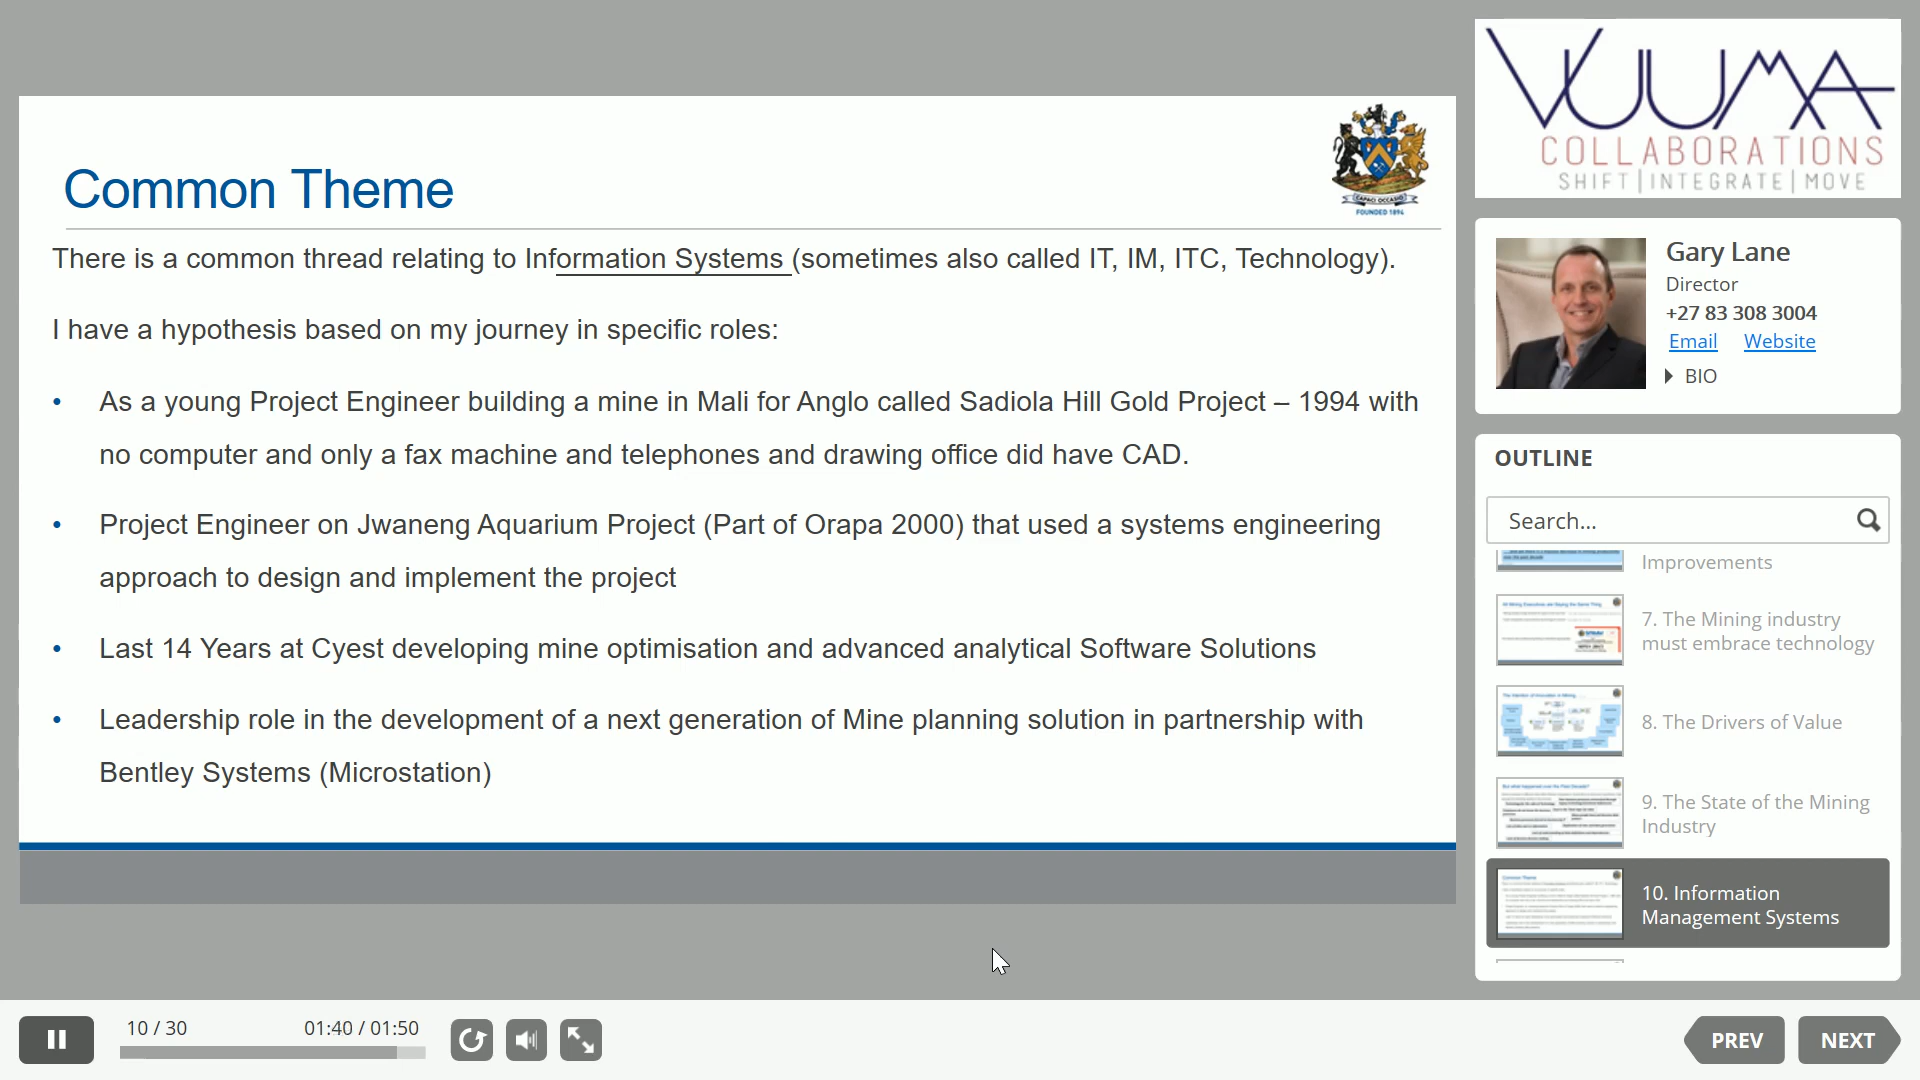 Common Theme
CAPACI OCCASIO
FOUNDED 1894
There is a common thread relating to Information Systems (sometimes also called IT, IM, ITC, Technology).
I have a hypothesis based on my journey in specific roles:
• As a young Project Engineer building a mine in Mali for Anglo called Sadiola Hill Gold Project – 1994 with
no computer and only a fax machine and telephones and drawing office did have CAD.
• Project Engineer on Jwaneng Aquarium Project (Part of Orapa 2000) that used a systems engineering
approach to design and implement the project
• Last 14 Years at Cyest developing mine optimisation and advanced analytical Software Solutions
• Leadership role in the development of a next generation of Mine planning solution in partnership with
Bentley Systems (Microstation)
VUUMA
COLLABORATIONS
SHIFT|INTEGRATE|MOVE
Gary Lane
Director
+27 83 308 3004
Email Website
BIO
OUTLINE
Search...
Improvements
7. The Mining industry
must embrace technology
8. The Drivers of Value
9. The State of the Mining
Industry
Common Theme
10. Information
Management Systems
10 / 30 01:40 / 01:50
PREV NEXT